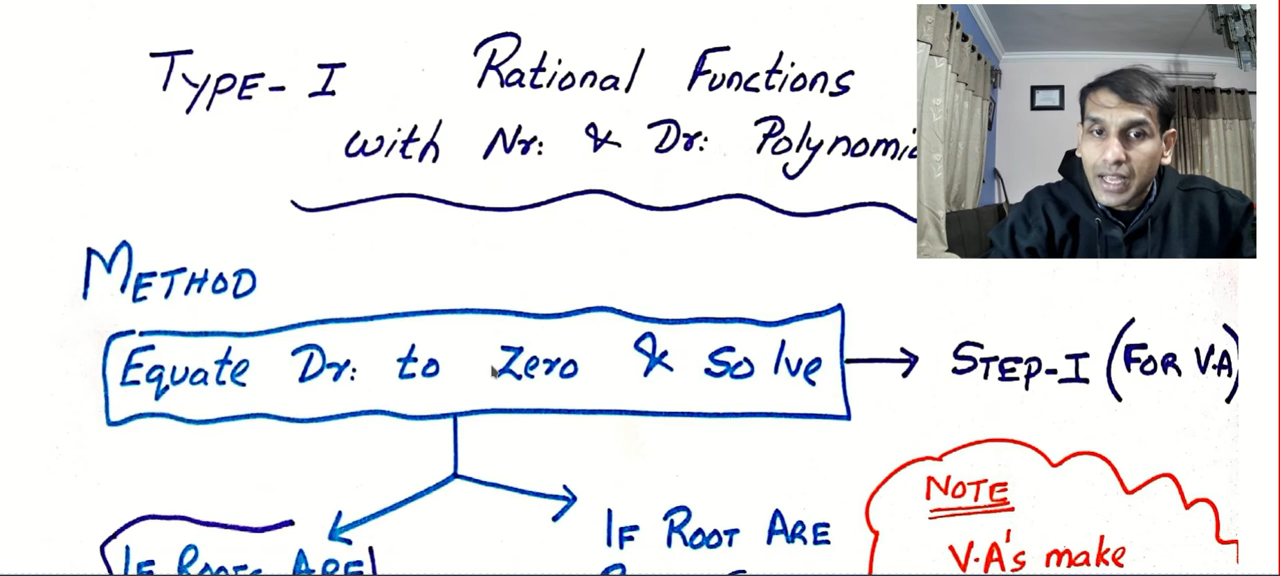 TYPE-I Rational Functions
with Nr: & Dr:
METHOD
Equate Dr: to Zero & Solve
STEP-I (FOR V.A)
IF ROOT ARE
NOTE
V.A's make